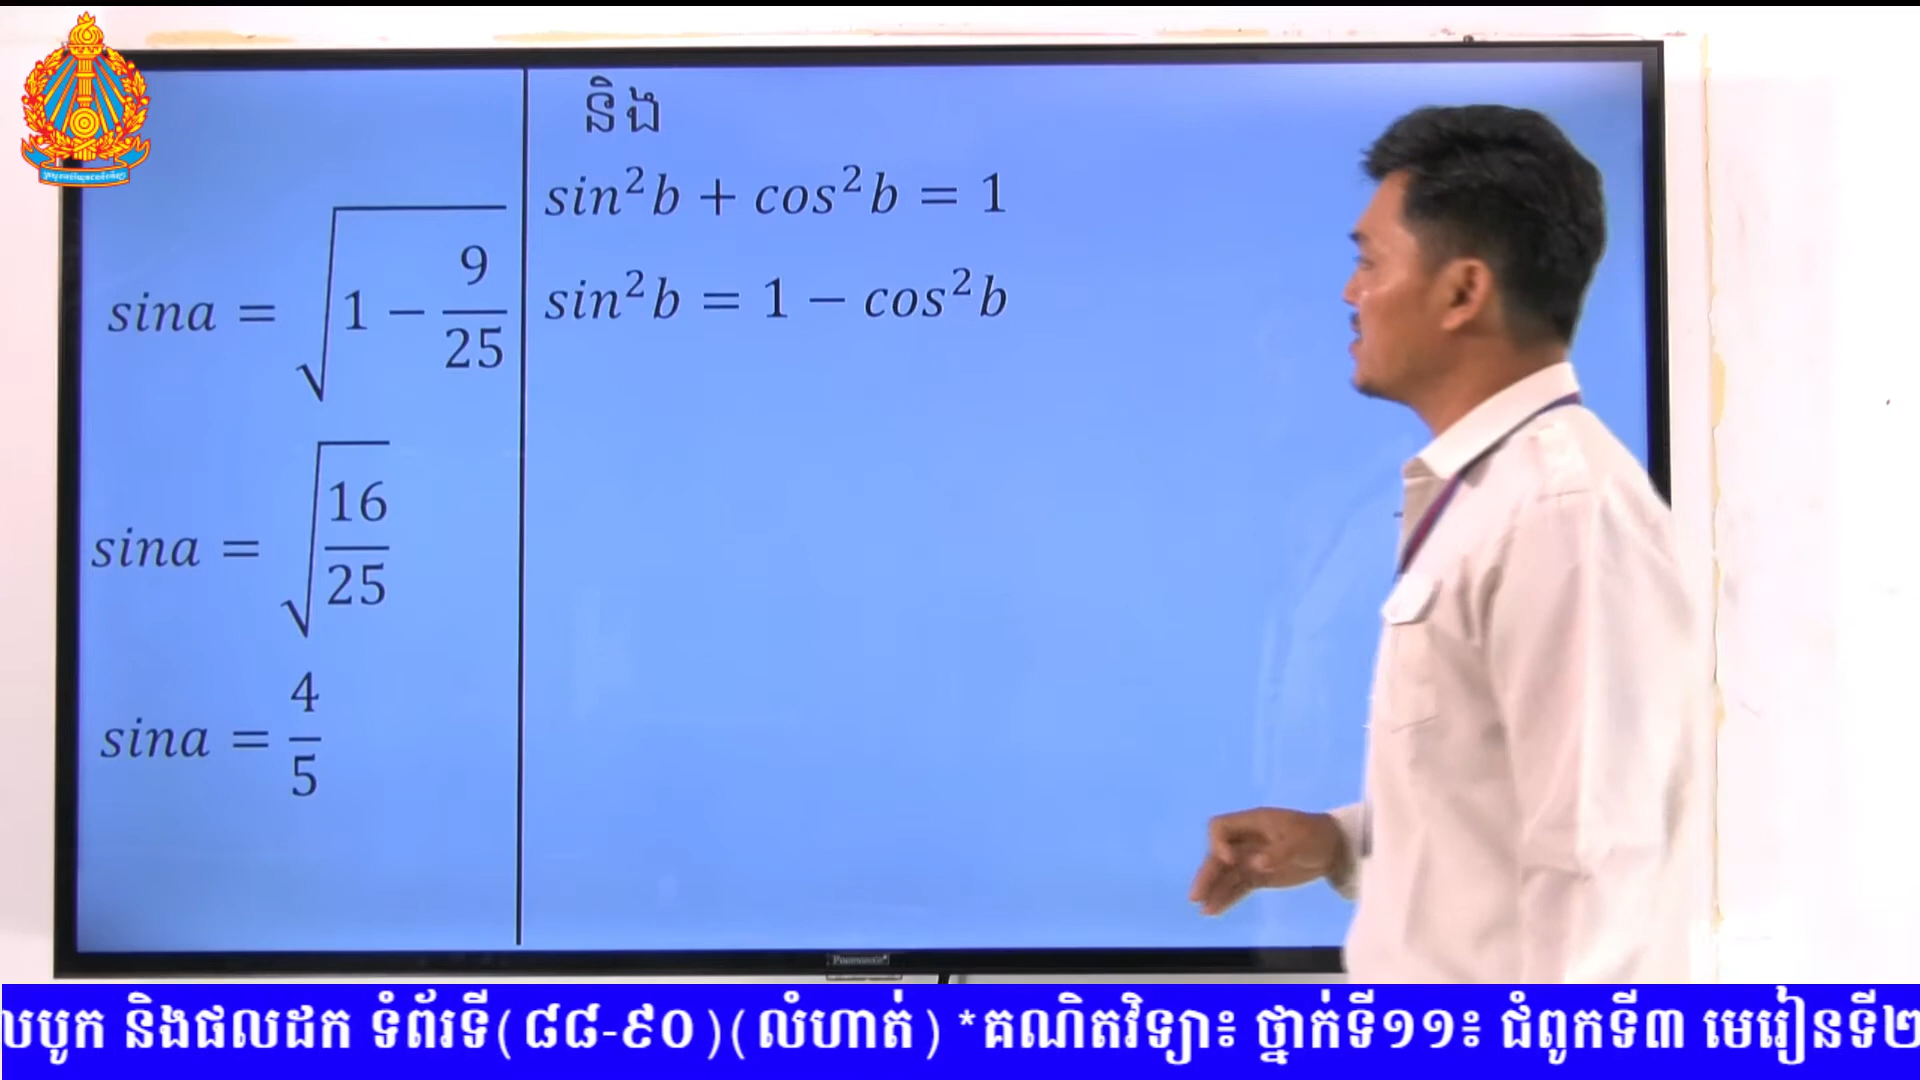 sina = √(1 − 9/25)
sina = √(16/25)
sina = 4/5
និង
sin²b + cos²b = 1
sin²b = 1 − cos²b
បូក និងផលដក ទំព័រទី(៨៨-៩០)(លំហាត់) *គណិតវិទ្យា៖ ថ្នាក់ទី១១៖ ជំពូកទី៣ មេរៀនទី២